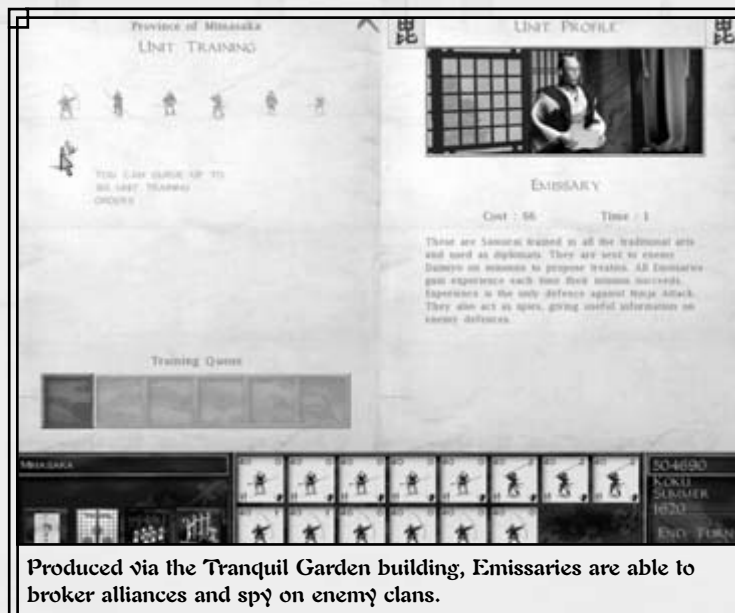 Province of Mimasaka
UNIT TRAINING
YOU CAN QUEUE UP TO
SIX UNIT TRAINING
ORDERS
Training Queue
UNIT PROFILE
EMISSARY
Cost : 56 Time : 1
These are Samurai trained in all the traditional arts
and used as diplomats. They are sent to enemy
Daimyo on missions to propose treaties. All Emissaries
gain experience each time their mission succeeds.
Experience is the only defence against Ninja Attack.
They also act as spies, giving useful information on
enemy defences.
MIMASAKA
504690
KOKU
SUMMER
1620
END TURN
Produced via the Tranquil Garden building, Emissaries are able to
broker alliances and spy on enemy clans.